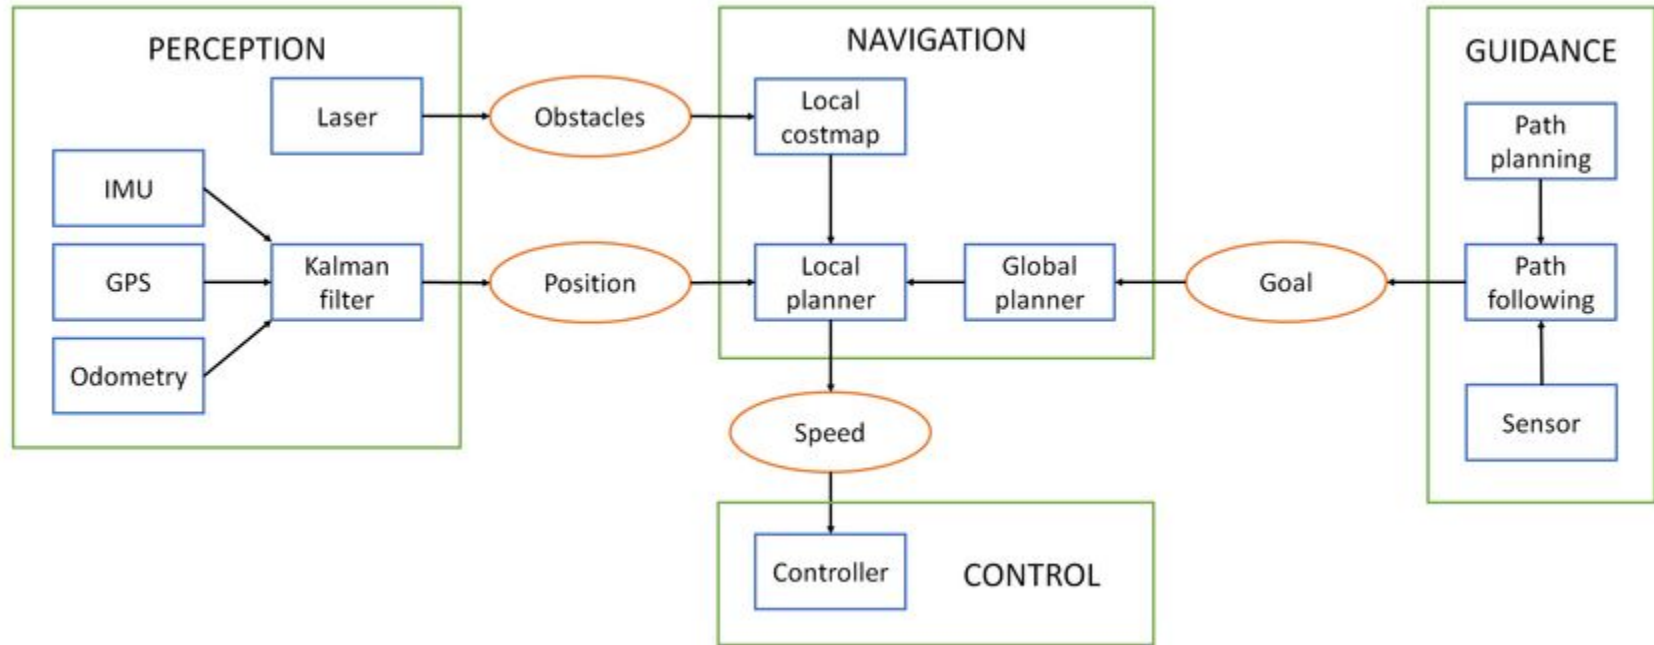 PERCEPTION
NAVIGATION
GUIDANCE
Laser
Obstacles
Local
costmap
Path
planning
IMU
GPS
Kalman
filter
Position
Local
planner
Global
planner
Goal
Path
following
Odometry
Speed
Sensor
Controller
CONTROL